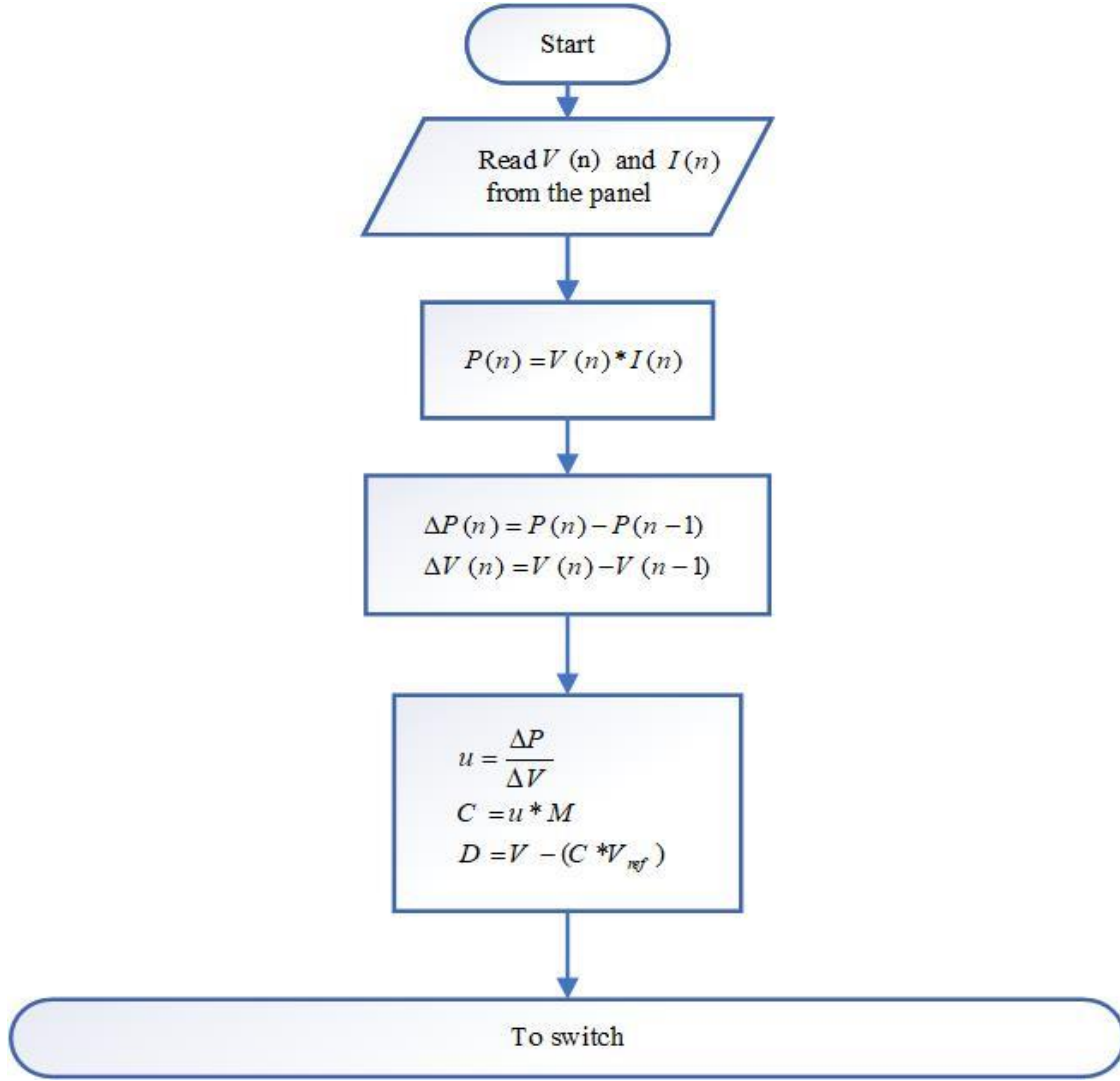 Start
Read V (n) and I(n)
from the panel
P(n)=V (n)*I(n)
ΔP(n)=P(n)−P(n−1)
ΔV (n)=V (n)−V (n−1)
u=ΔP/ΔV
C =u*M
D=V −(C *V_ref)
To switch